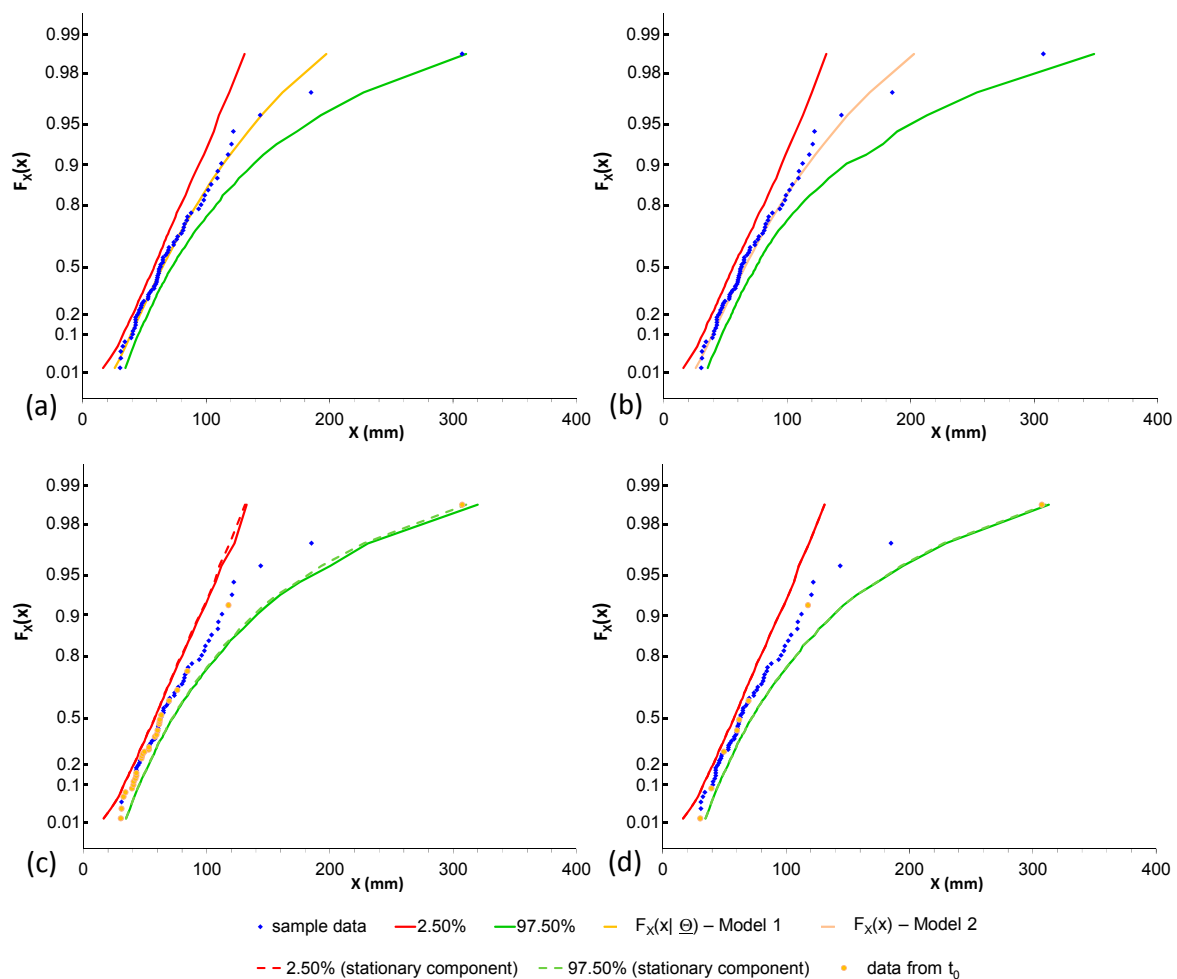 0.99
0.98
0.95
0.9
0.8
0.5
0.2
0.1
0.01
F_X(x)
(a)
0 100 200 300 400
X (mm)
0.99
0.98
0.95
0.9
0.8
0.5
0.2
0.1
0.01
F_X(x)
(b)
0 100 200 300 400
X (mm)
0.99
0.98
0.95
0.9
0.8
0.5
0.2
0.1
0.01
F_X(x)
(c)
0 100 200 300 400
X (mm)
0.99
0.98
0.95
0.9
0.8
0.5
0.2
0.1
0.01
F_X(x)
(d)
0 100 200 300 400
X (mm)
sample data 2.50% 97.50% F_X(x| Θ) – Model 1 F_X(x) – Model 2
2.50% (stationary component) 97.50% (stationary component) data from t_0